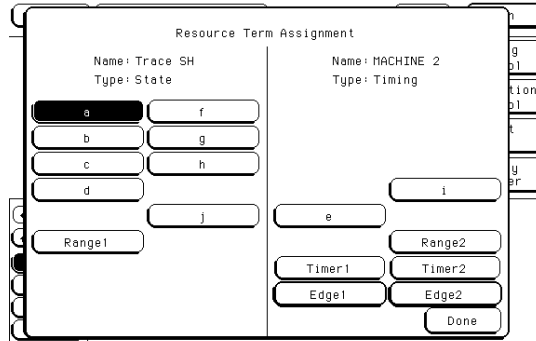 Resource Term Assignment
Name: Trace SH
Name: MACHINE 2
Type: State
Type: Timing
a
f
b
g
c
h
d
i
j
e
Range1
Range2
Timer1
Timer2
Edge1
Edge2
Done